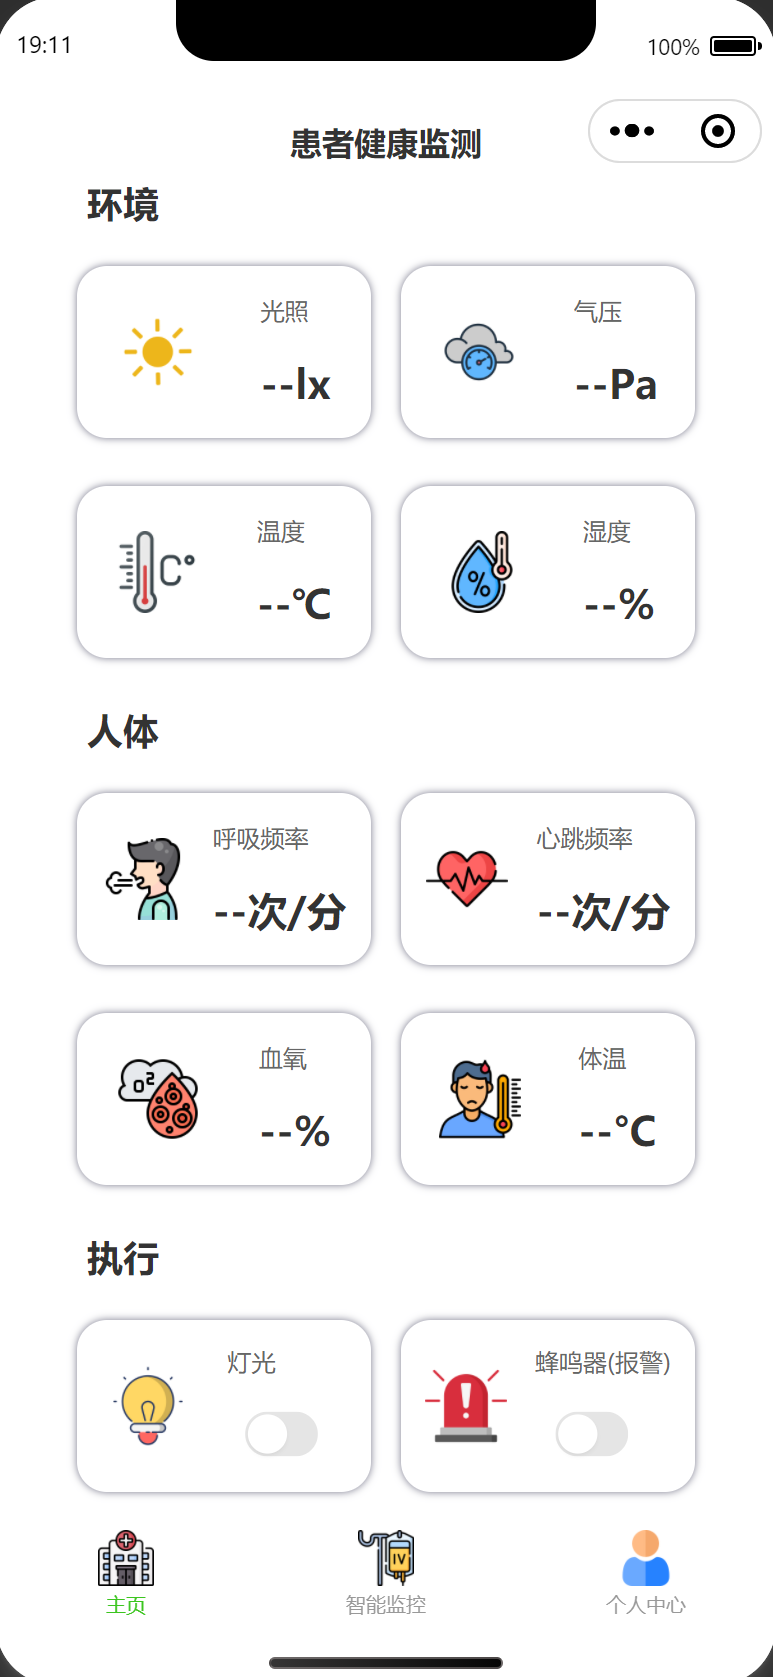 19:11
100%
患者健康监测
环境
光照
--lx
气压
--Pa
C°
温度
--℃
%
湿度
--%
人体
呼吸频率
--次/分
心跳频率
--次/分
O²
血氧
--%
体温
--℃
执行
灯光
!
蜂鸣器(报警)
IV
主页
智能监控
个人中心